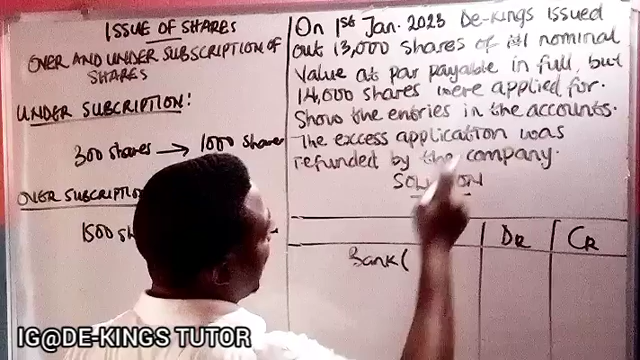 ISSUE OF SHARES
OVER AND UNDER SUBSCRIPTION OF
SHARES
UNDER SUBCRIPTION:
300 shares → 1000 shares
OVER SUBSCRIPTIO
1500 sh
On 1st Jan. 2023 De-Kings issued
out 13,000 shares of nominal
Value at par payable in full, but
14,000 shares were applied for.
Show the entries in the accounts.
The excess application was
refunded by the company.
SOLUTION
DR CR
Bank(
IG@DE-KINGS TUTOR